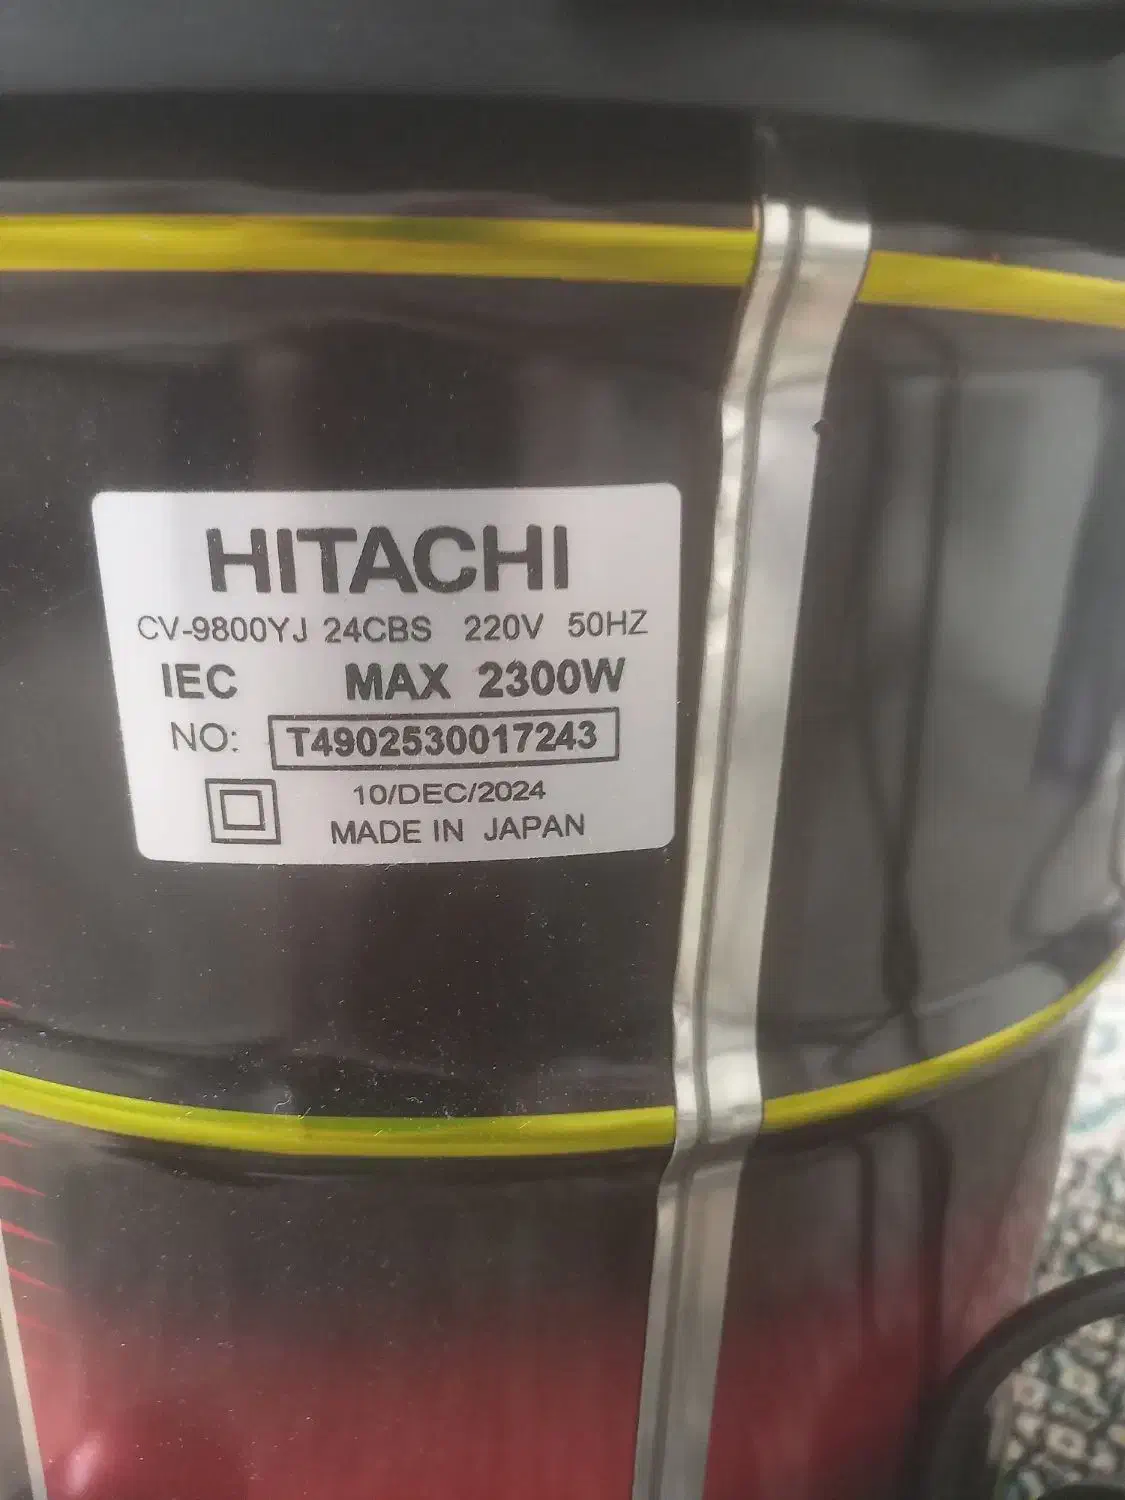 HITACHI
CV-9800YJ 24CBS 220V 50HZ
IEC MAX 2300W
NO: T4902530017243
10/DEC/2024
MADE IN JAPAN